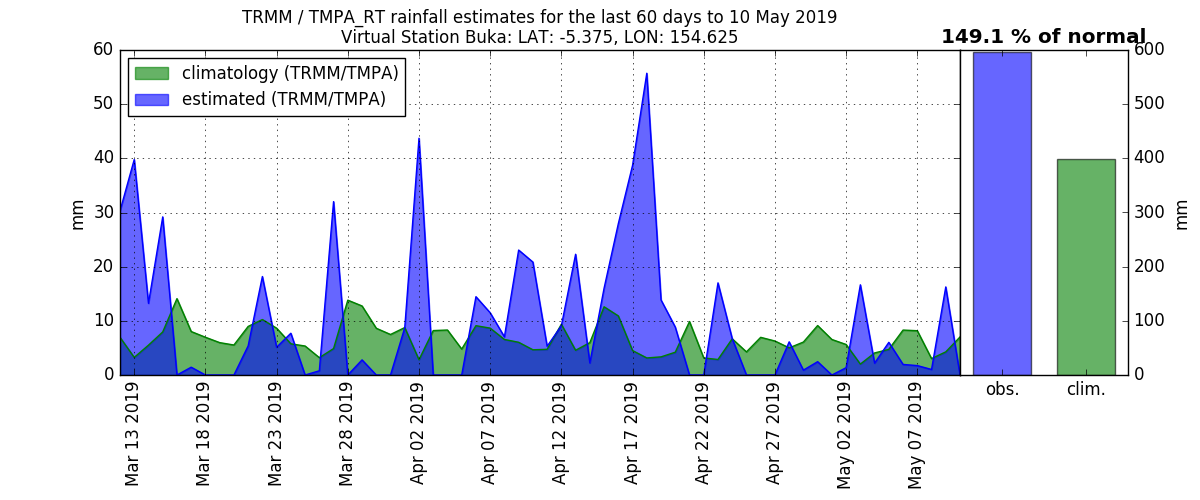 TRMM / TMPA_RT rainfall estimates for the last 60 days to 10 May 2019
Virtual Station Buka: LAT: -5.375, LON: 154.625
149.1 % of normal
climatology (TRMM/TMPA)
estimated (TRMM/TMPA)
60
50
40
30
20
10
0
mm
600
500
400
300
200
100
0
mm
Mar 13 2019
Mar 18 2019
Mar 23 2019
Mar 28 2019
Apr 02 2019
Apr 07 2019
Apr 12 2019
Apr 17 2019
Apr 22 2019
Apr 27 2019
May 02 2019
May 07 2019
obs.
clim.